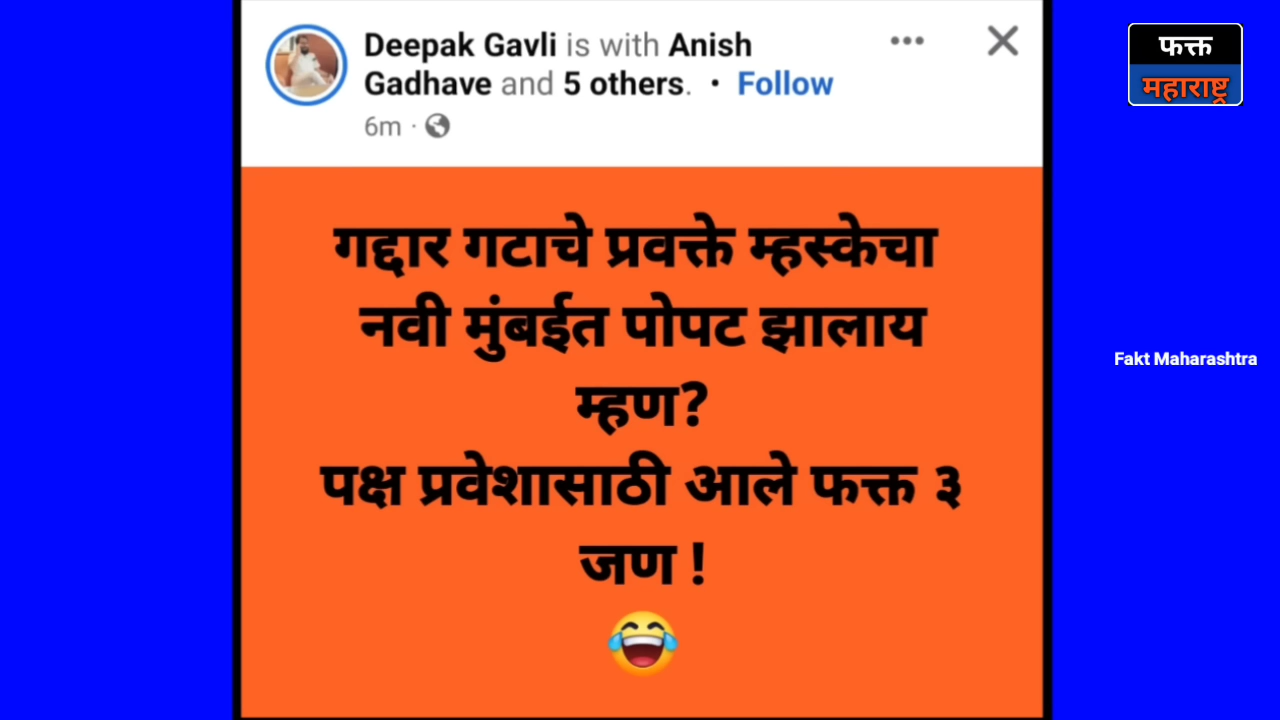 Deepak Gavli is with Anish
Gadhave and 5 others. • Follow
6m ·
फक्त
महाराष्ट्र
गद्दार गटाचे प्रवक्ते म्हस्केचा
नवी मुंबईत पोपट झालाय
म्हण?
पक्ष प्रवेशासाठी आले फक्त ३
जण !
Fakt Maharashtra